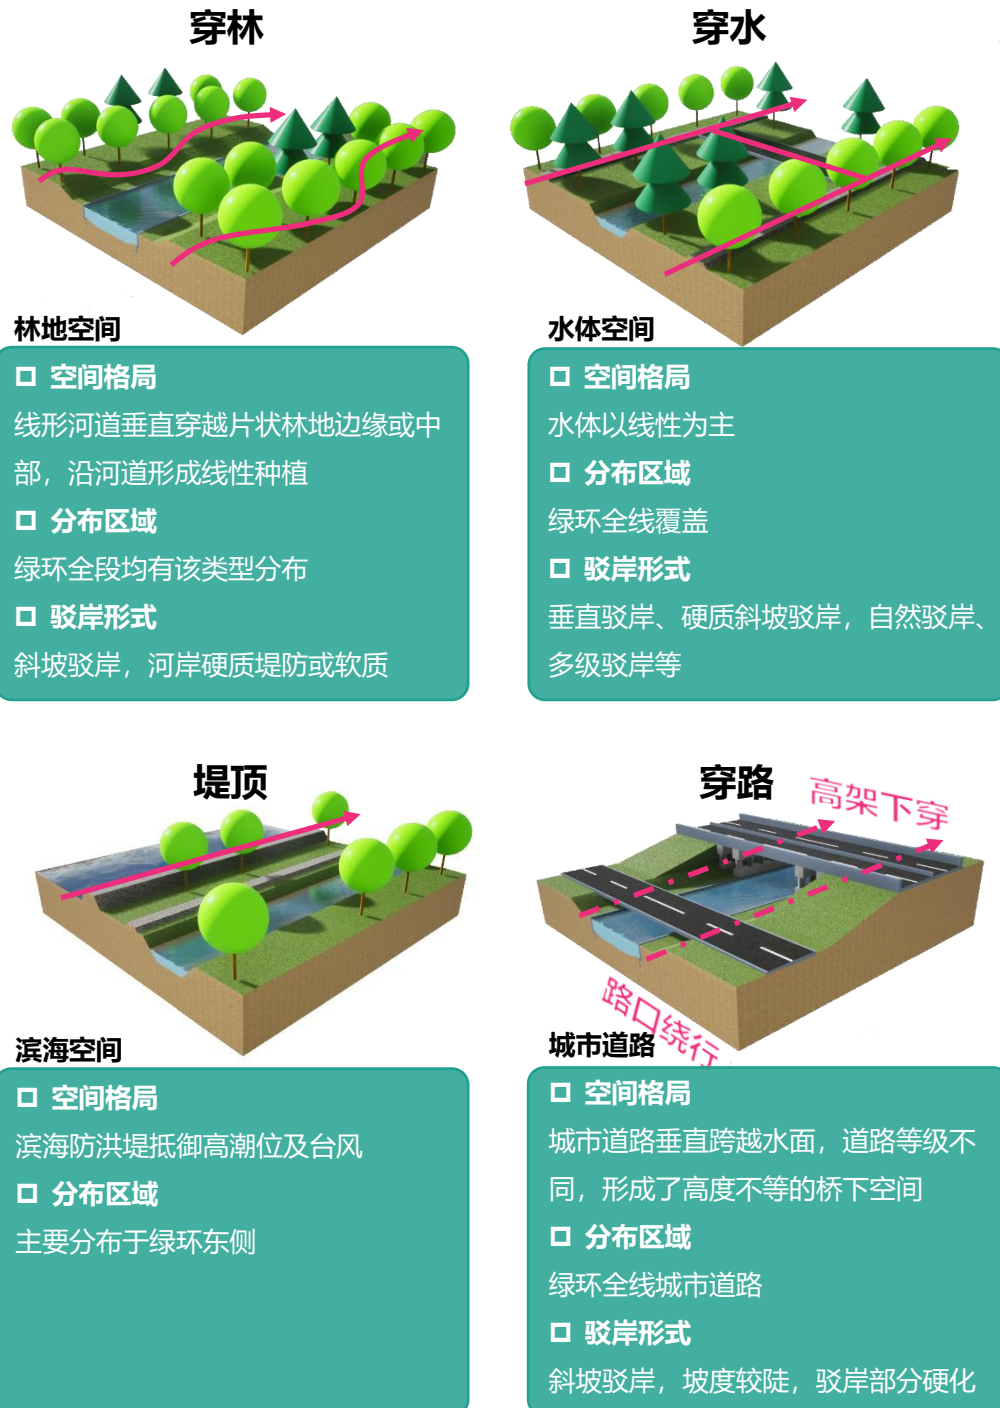 穿林
林地空间
空间格局
线形河道垂直穿越片状林地边缘或中
部，沿河道形成线性种植
分布区域
绿环全段均有该类型分布
驳岸形式
斜坡驳岸，河岸硬质堤防或软质
穿水
水体空间
空间格局
水体以线性为主
分布区域
绿环全线覆盖
驳岸形式
垂直驳岸、硬质斜坡驳岸，自然驳岸、
多级驳岸等
堤顶
滨海空间
空间格局
滨海防洪堤抵御高潮位及台风
分布区域
主要分布于绿环东侧
穿路
高架下穿
路口绕行
城市道路
空间格局
城市道路垂直跨越水面，道路等级不
同，形成了高度不等的桥下空间
分布区域
绿环全线城市道路
驳岸形式
斜坡驳岸，坡度较陡，驳岸部分硬化